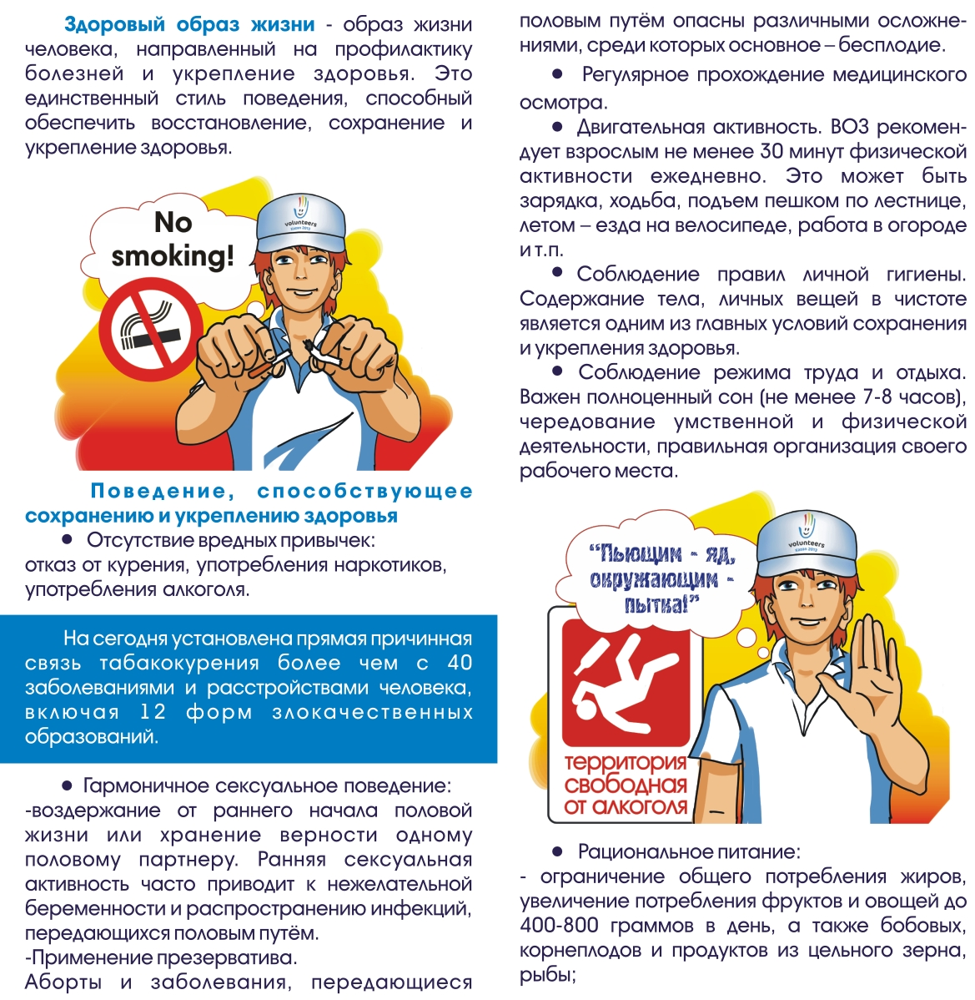 Здоровый образ жизни - образ жизни
человека, направленный на профилактику
болезней и укрепление здоровья. Это
единственный стиль поведения, способный
обеспечить восстановление, сохранение и
укрепление здоровья.
No
smoking!
volunteers
Kazan 2013
Поведение, способствующее
сохранению и укреплению здоровья
● Отсутствие вредных привычек:
отказ от курения, употребления наркотиков,
употребления алкоголя.
На сегодня установлена прямая причинная
связь табакокурения более чем с 40
заболеваниями и расстройствами человека,
включая 12 форм злокачественных
образований.
● Гармоничное сексуальное поведение:
-воздержание от раннего начала половой
жизни или хранение верности одному
половому партнеру. Ранняя сексуальная
активность часто приводит к нежелательной
беременности и распространению инфекций,
передающихся половым путём.
-Применение презерватива.
Аборты и заболевания, передающиеся
половым путём опасны различными осложне-
ниями, среди которых основное – бесплодие.
● Регулярное прохождение медицинского
осмотра.
● Двигательная активность. ВОЗ рекомен-
дует взрослым не менее 30 минут физической
активности ежедневно. Это может быть
зарядка, ходьба, подъем пешком по лестнице,
летом – езда на велосипеде, работа в огороде
и т.п.
● Соблюдение правил личной гигиены.
Содержание тела, личных вещей в чистоте
является одним из главных условий сохранения
и укрепления здоровья.
● Соблюдение режима труда и отдыха.
Важен полноценный сон (не менее 7-8 часов),
чередование умственной и физической
деятельности, правильная организация своего
рабочего места.
“Пьющим - яд,
окружающим -
пытка!”
volunteers
Kazan 2013
территория
свободная
от алкоголя
● Рациональное питание:
- ограничение общего потребления жиров,
увеличение потребления фруктов и овощей до
400-800 граммов в день, а также бобовых,
корнеплодов и продуктов из цельного зерна,
рыбы;